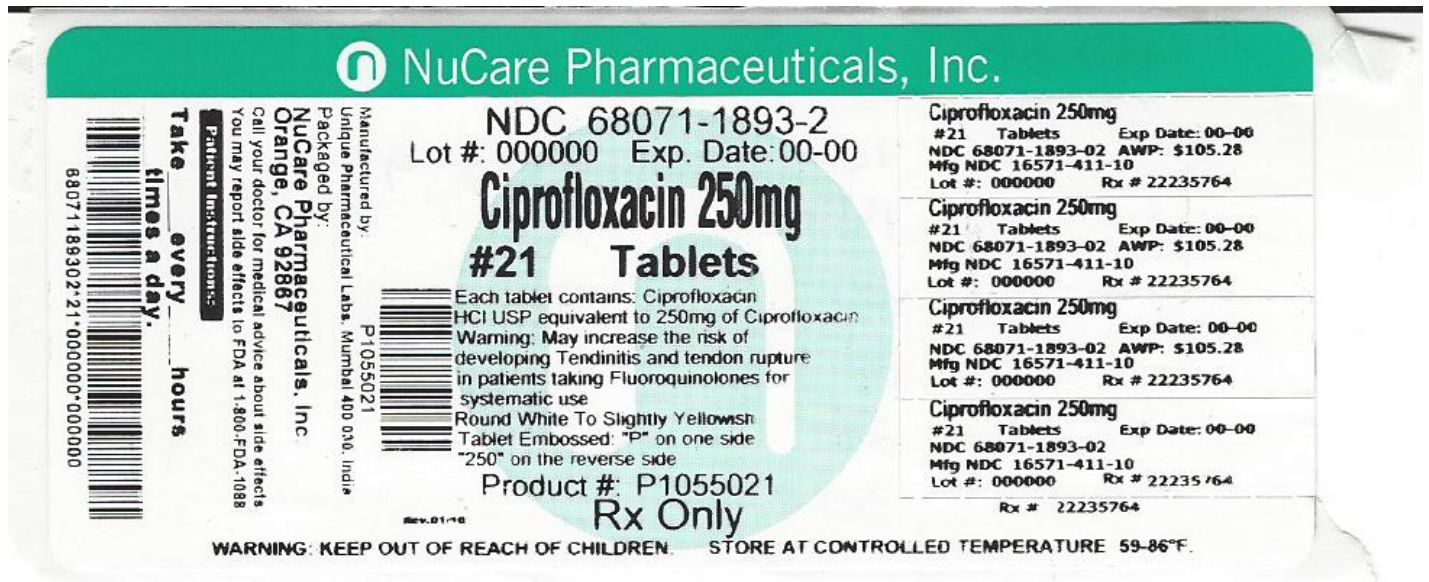 NuCare Pharmaceuticals, Inc.
NDC 68071-1893-2
Lot #: 000000 Exp. Date: 00-00
Ciprofloxacin 250mg
#21 Tablets
Each tablet contains: Ciprofloxacin
HCl USP equivalent to 250mg of Ciprofloxacin
Warning: May increase the risk of
developing Tendinitis and tendon rupture
in patients taking Fluoroquinolones for
systematic use
Round White To Slightly Yellowish
Tablet Embossed: "P" on one side
"250" on the reverse side
Product #: P1055021
Rx Only
Rev.01/18
WARNING: KEEP OUT OF REACH OF CHILDREN. STORE AT CONTROLLED TEMPERATURE 59-86°F.
Manufactured by:
Unique Pharmaceutical Labs. Mumbai 400 030. India
Packaged by:
NuCare Pharmaceuticals, Inc
Orange, CA 92867
Call your doctor for medical advice about side effects
You may report side effects to FDA at 1-800-FDA-1088
Patient Instructions:
Take ____ every ____ hours
____ times a day.
68071189302*21*000000*000000
P1055021
Ciprofloxacin 250mg
#21 Tablets Exp Date: 00-00
NDC 68071-1893-02 AWP: $105.28
Mfg NDC 16571-411-10
Lot #: 000000 Rx # 22235764
Ciprofloxacin 250mg
#21 Tablets Exp Date: 00-00
NDC 68071-1893-02 AWP: $105.28
Mfg NDC 16571-411-10
Lot #: 000000 Rx # 22235764
Ciprofloxacin 250mg
#21 Tablets Exp Date: 00-00
NDC 68071-1893-02 AWP: $105.28
Mfg NDC 16571-411-10
Lot #: 000000 Rx # 22235764
Ciprofloxacin 250mg
#21 Tablets Exp Date: 00-00
NDC 68071-1893-02
Mfg NDC 16571-411-10
Lot #: 000000 Rx # 22235764
Rx # 22235764